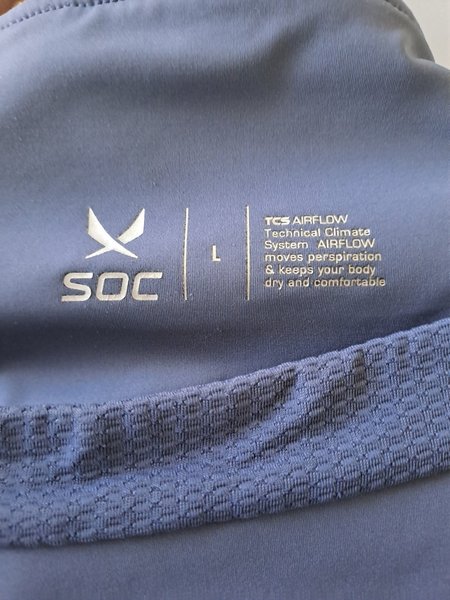 SOC
L
TCS AIRFLOW
Technical Climate
System AIRFLOW
moves perspiration
& keeps your body
dry and comfortable